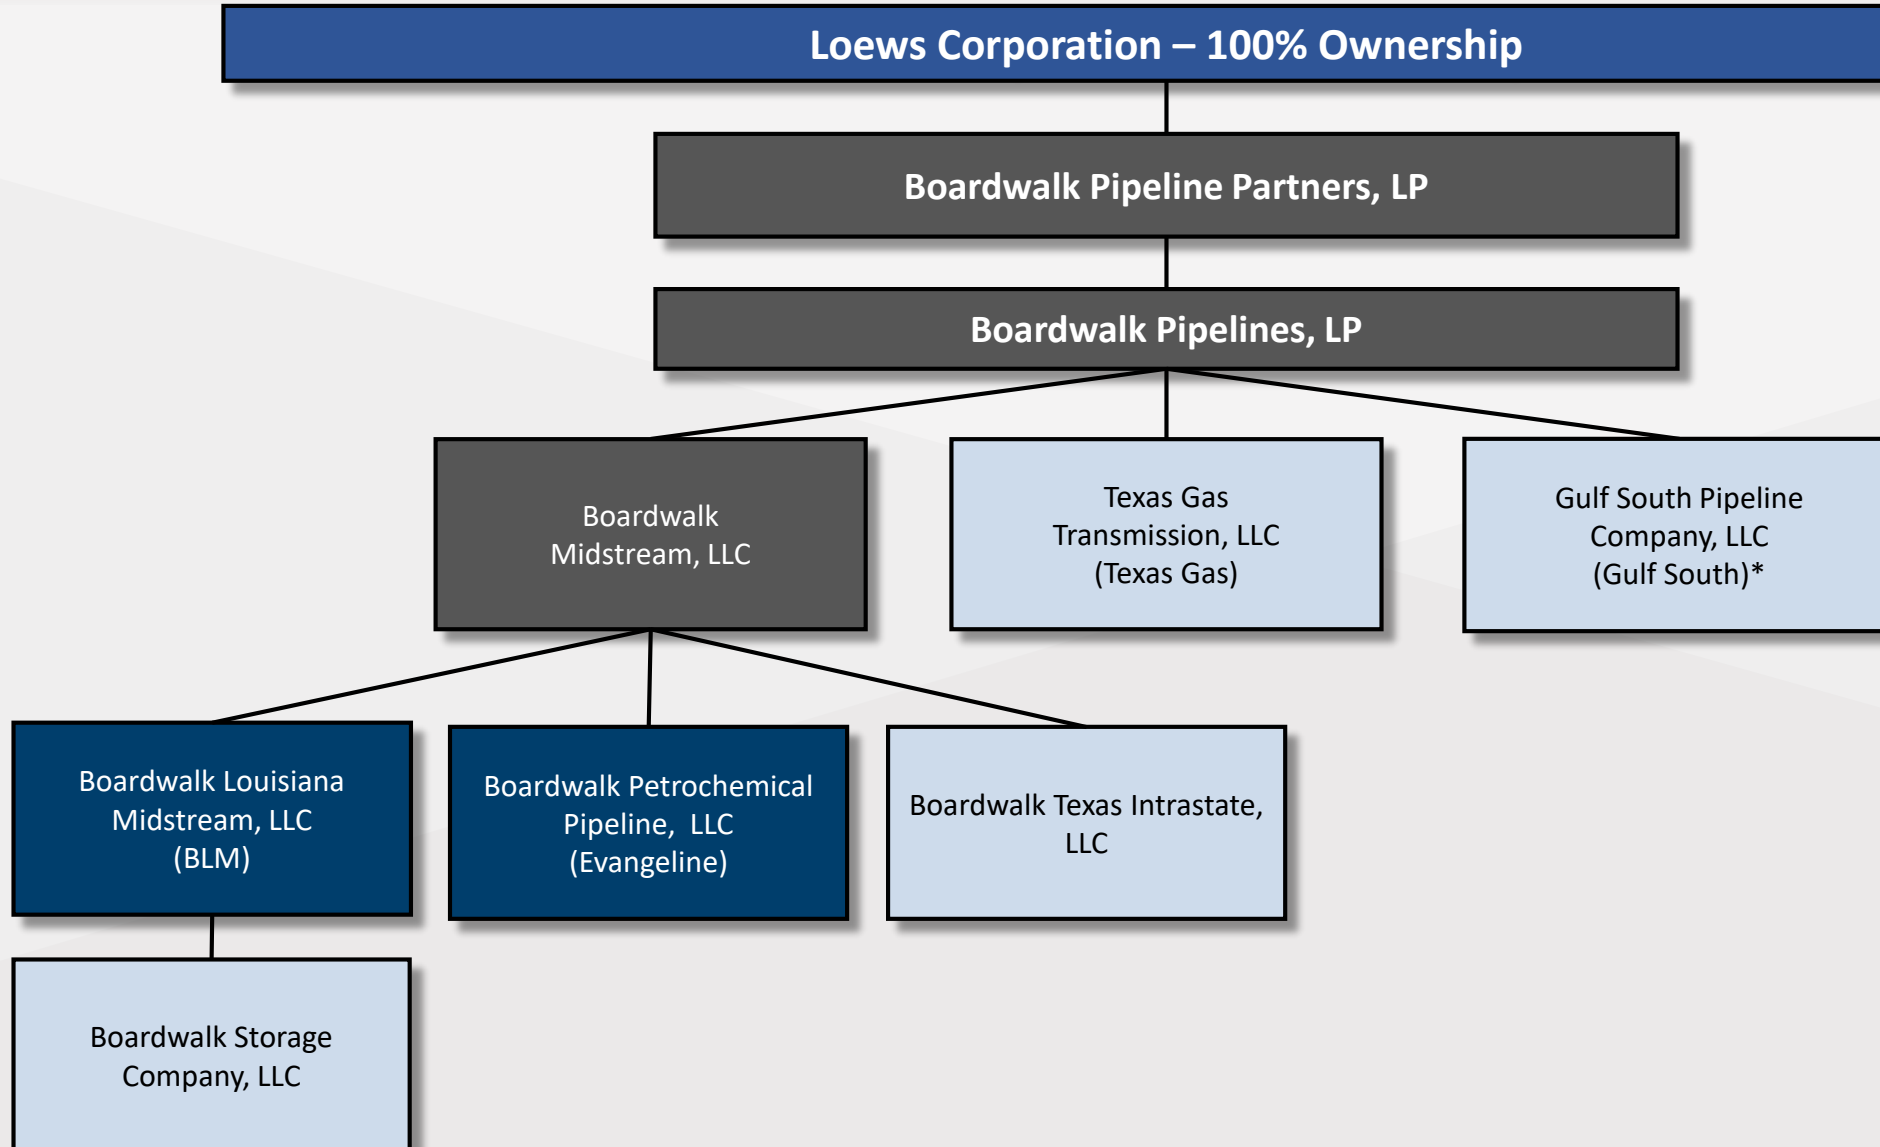 Loews Corporation – 100% Ownership
Boardwalk Pipeline Partners, LP
Boardwalk Pipelines, LP
Boardwalk
Midstream, LLC
Texas Gas
Transmission, LLC
(Texas Gas)
Gulf South Pipeline
Company, LLC
(Gulf South)*
Boardwalk Louisiana
Midstream, LLC
(BLM)
Boardwalk Petrochemical
Pipeline,  LLC
(Evangeline)
Boardwalk Texas Intrastate,
LLC
Boardwalk Storage
Company, LLC